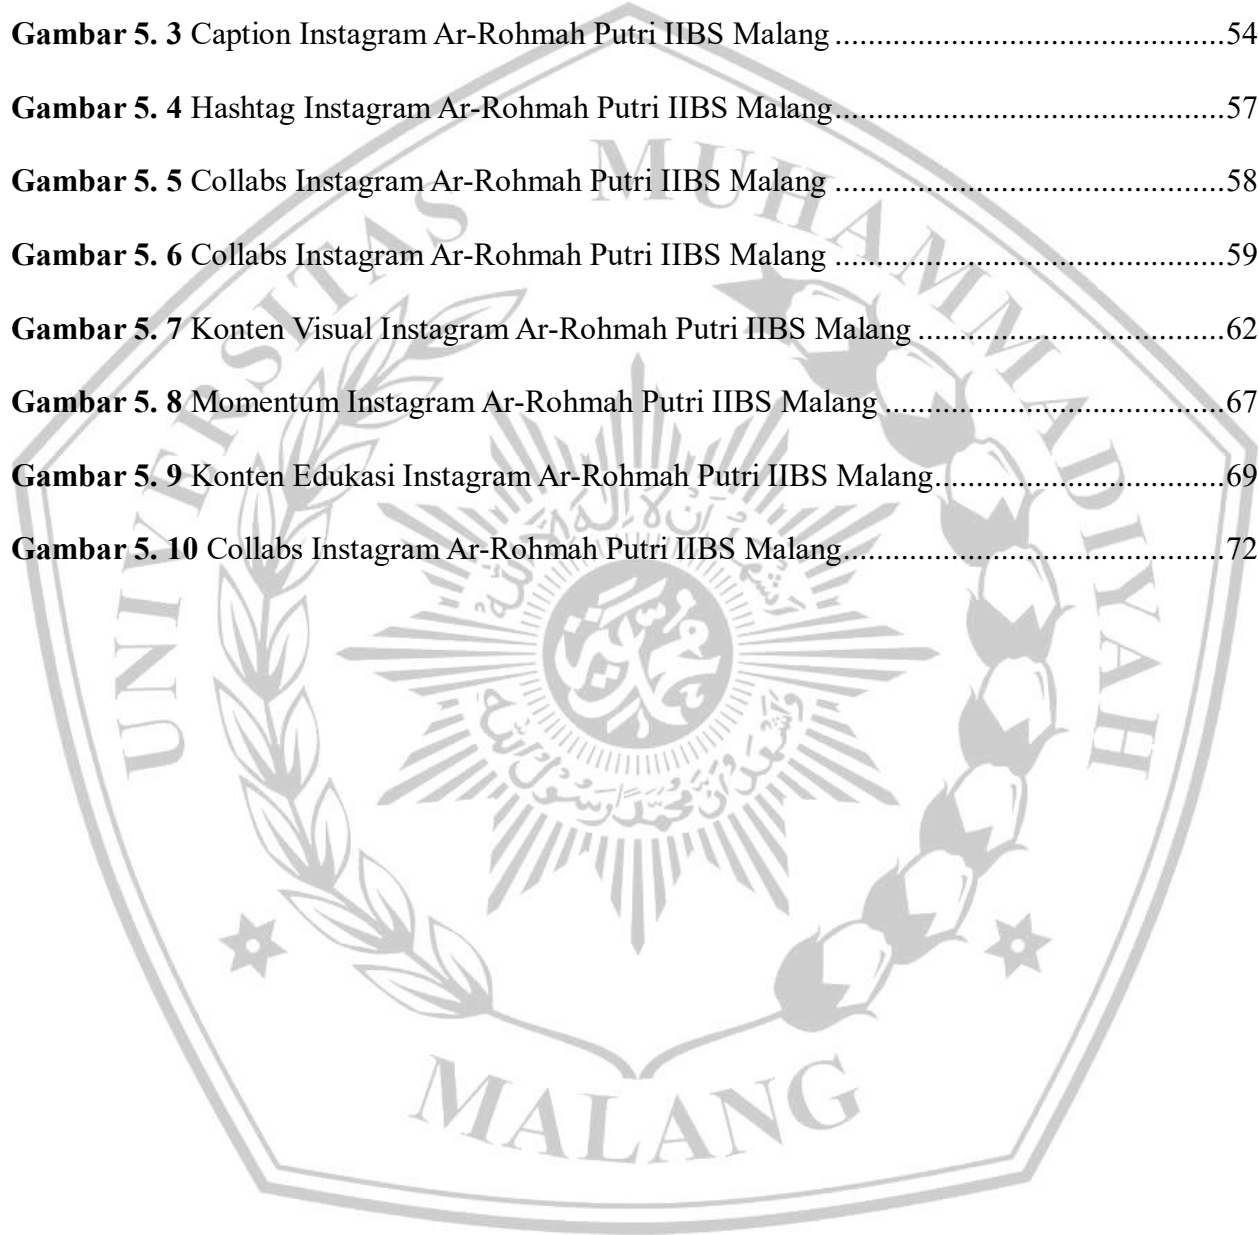 Gambar 5. 3 Caption Instagram Ar-Rohmah Putri IIBS Malang ........................................................54
Gambar 5. 4 Hashtag Instagram Ar-Rohmah Putri IIBS Malang........................................................57
Gambar 5. 5 Collabs Instagram Ar-Rohmah Putri IIBS Malang ........................................................58
Gambar 5. 6 Collabs Instagram Ar-Rohmah Putri IIBS Malang ........................................................59
Gambar 5. 7 Konten Visual Instagram Ar-Rohmah Putri IIBS Malang ............................................62
Gambar 5. 8 Momentum Instagram Ar-Rohmah Putri IIBS Malang .................................................67
Gambar 5. 9 Konten Edukasi Instagram Ar-Rohmah Putri IIBS Malang..........................................69
Gambar 5. 10 Collabs Instagram Ar-Rohmah Putri IIBS Malang.......................................................72
UNIVERSITAS MUHAMMADIYAH
MALANG